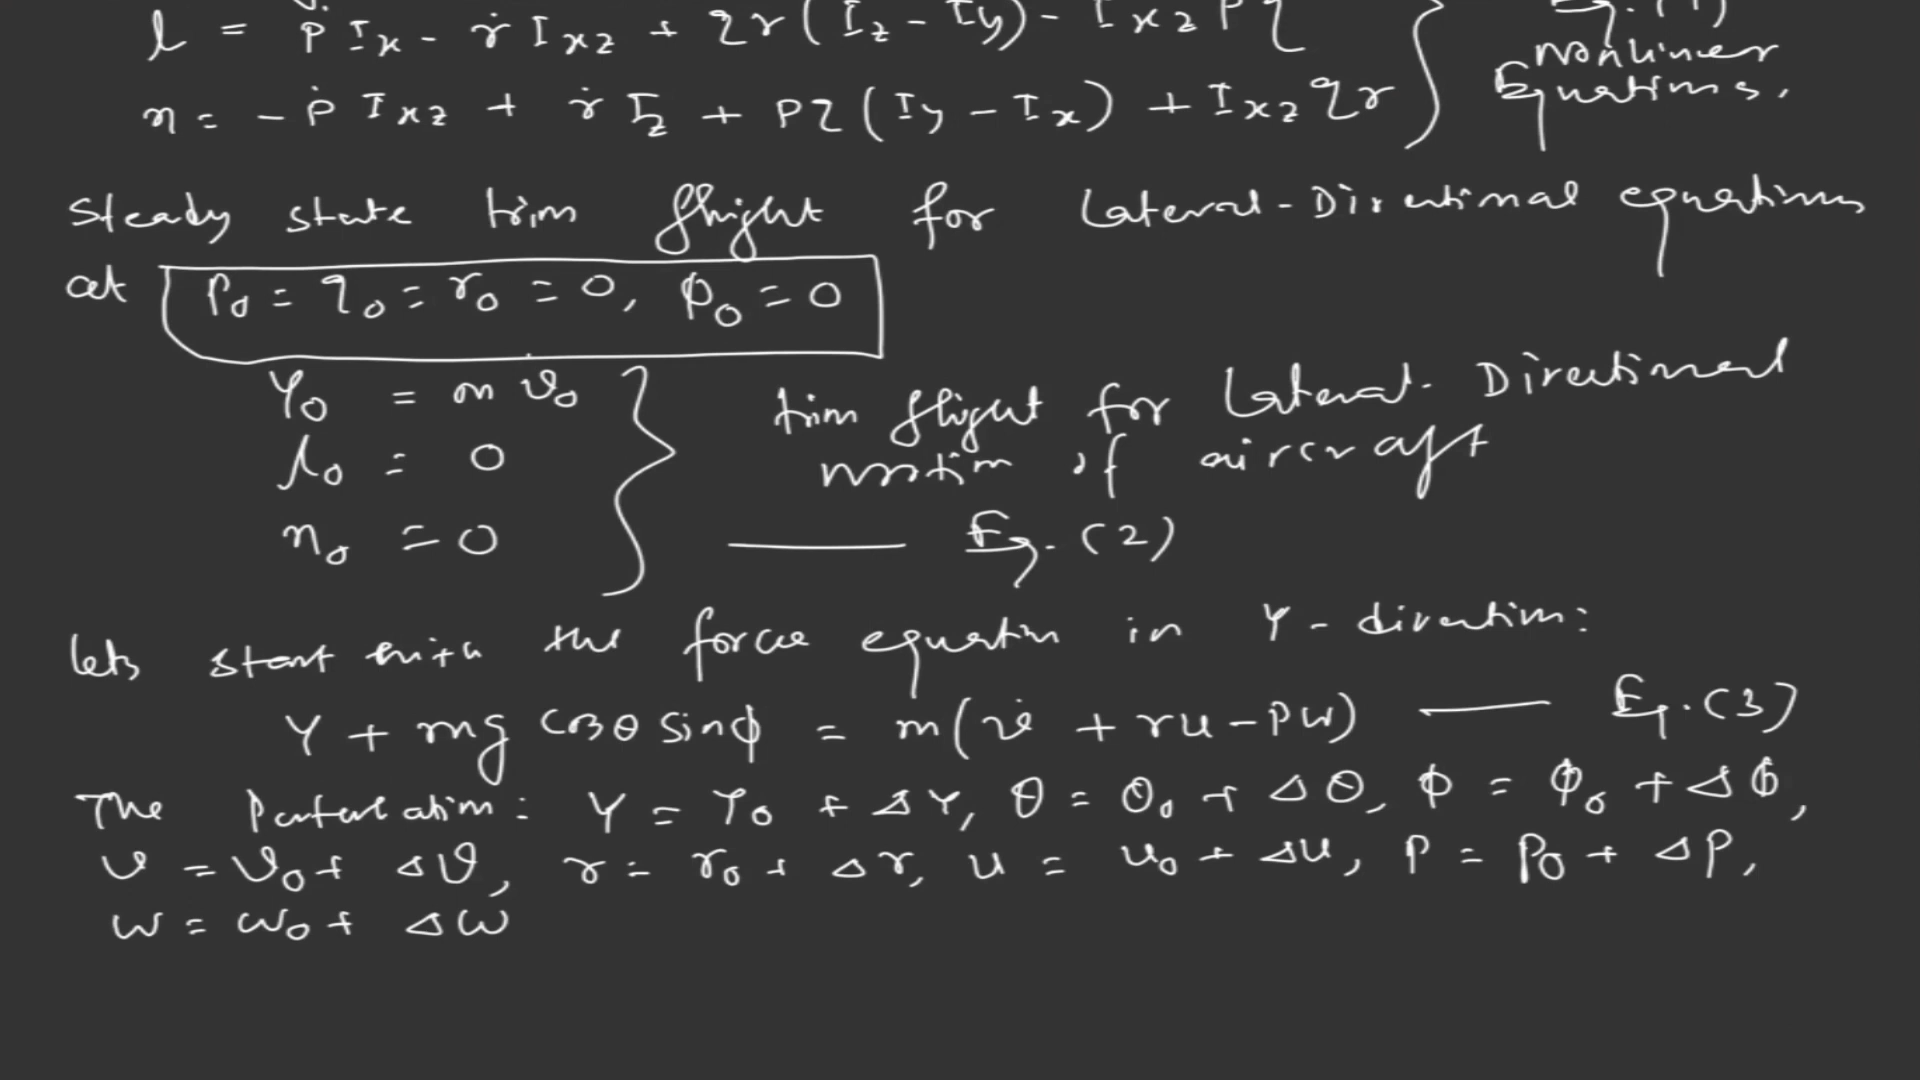 l = ṗ Ix - ṙ Ixz + qr (Iz - Iy) - Ixz pq
n = - ṗ Ixz + ṙ Iz + pq (Iy - Ix) + Ixz qr
Eq. (1)
Nonlinear
Equations.
Steady state trim flight for Lateral-Directional equations
at p₀ = q₀ = r₀ = 0, ϕ₀ = 0
Y₀ = m v̇₀
l₀ = 0
n₀ = 0
trim flight for Lateral-Directional
motion of aircraft
Eq. (2)
lets start with the force equation in Y-direction:
Y + mg cosθ sinϕ = m(v̇ + ru - pw) — Eq. (3)
The Perturbation: Y = Y₀ + ΔY, θ = θ₀ + Δθ, ϕ = ϕ₀ + Δϕ,
v = v₀ + Δv, r = r₀ + Δr, u = u₀ + Δu, p = p₀ + Δp,
w = w₀ + Δw